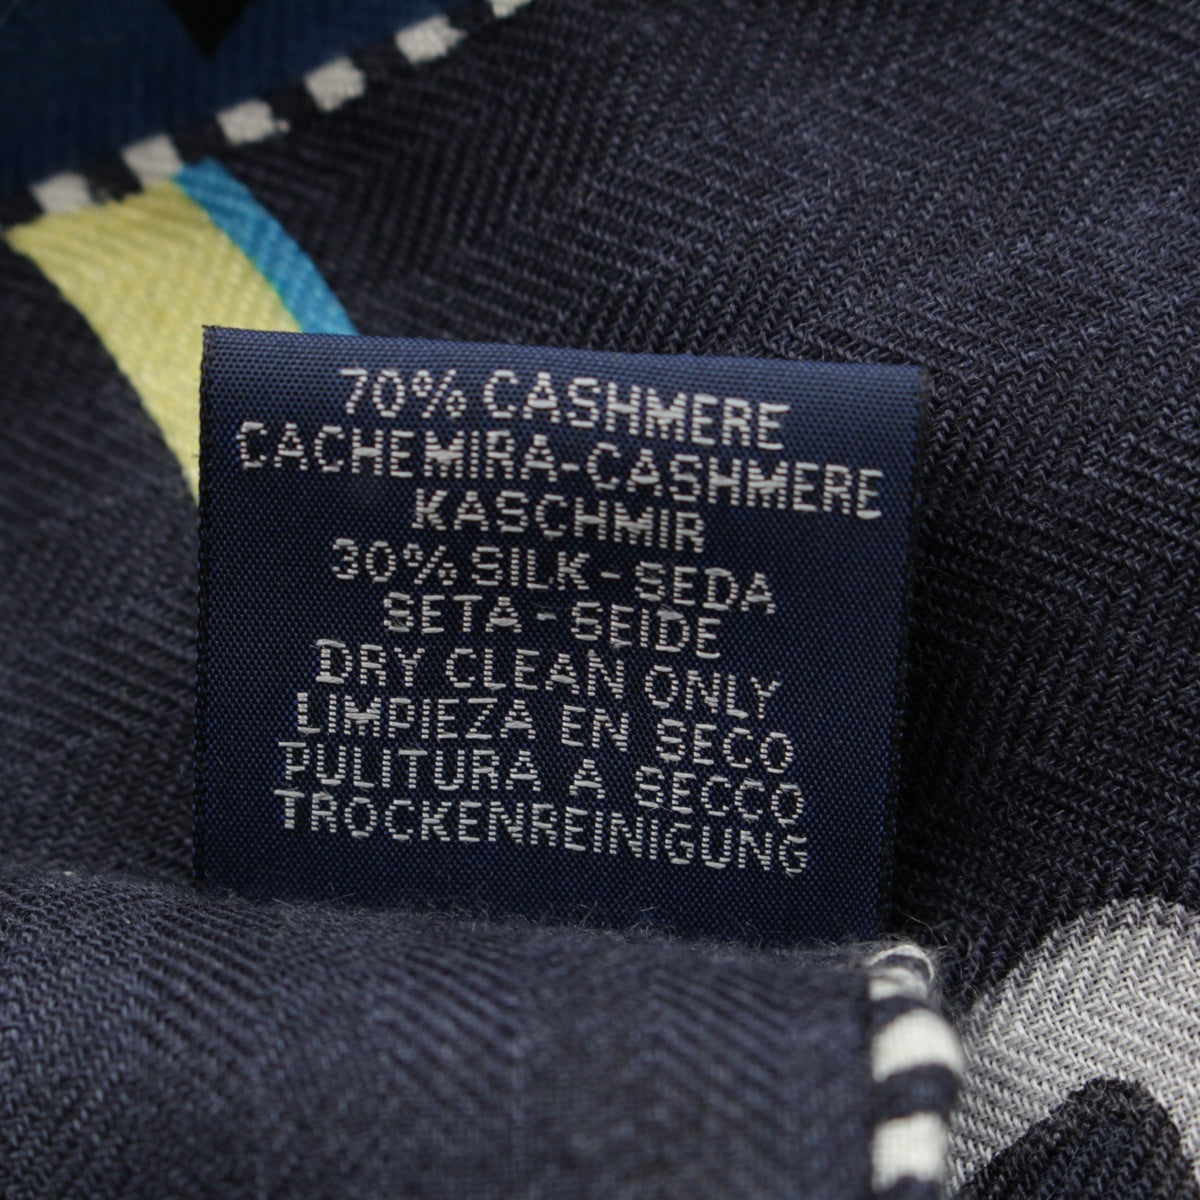 70% CASHMERE
CACHEMIRA-CASHMERE
KASCHMIR
30% SILK - SEDA
SETA - SEIDE
DRY CLEAN ONLY
LIMPIEZA EN SECO
PULITURA A SECCO
TROCKENREINIGUNG